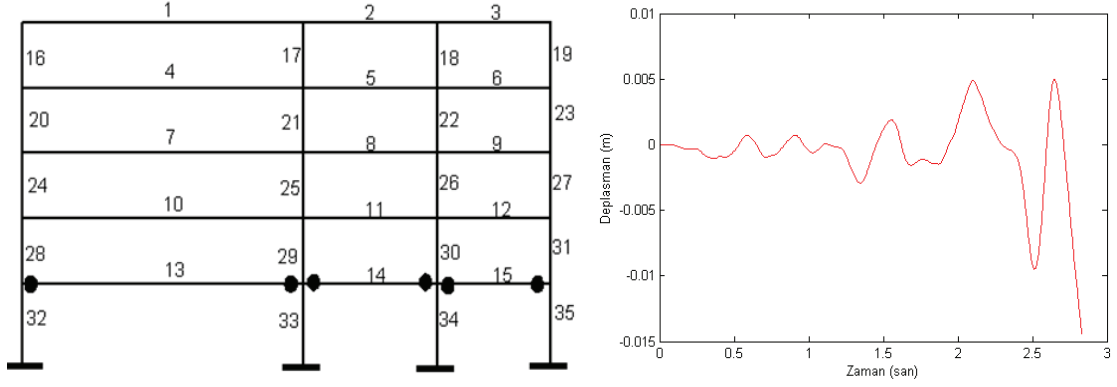 1 2 3
16 17 18 19
4 5 6
20 21 22 23
7 8 9
24 25 26 27
10 11 12
28 29 30 31
13 14 15
32 33 34 35
0.01
0.005
0
-0.005
-0.01
-0.015
Deplasman (m)
0 0.5 1 1.5 2 2.5 3
Zaman (san)